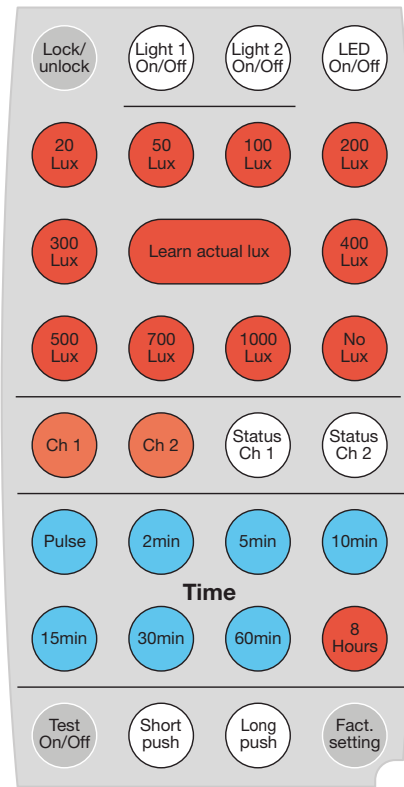 Lock/
unlock
Light 1
On/Off
Light 2
On/Off
LED
On/Off
20
Lux
50
Lux
100
Lux
200
Lux
300
Lux
Learn actual lux
400
Lux
500
Lux
700
Lux
1000
Lux
No
Lux
Ch 1
Ch 2
Status
Ch 1
Status
Ch 2
Pulse
2min
5min
10min
Time
15min
30min
60min
8
Hours
Test
On/Off
Short
push
Long
push
Fact.
setting